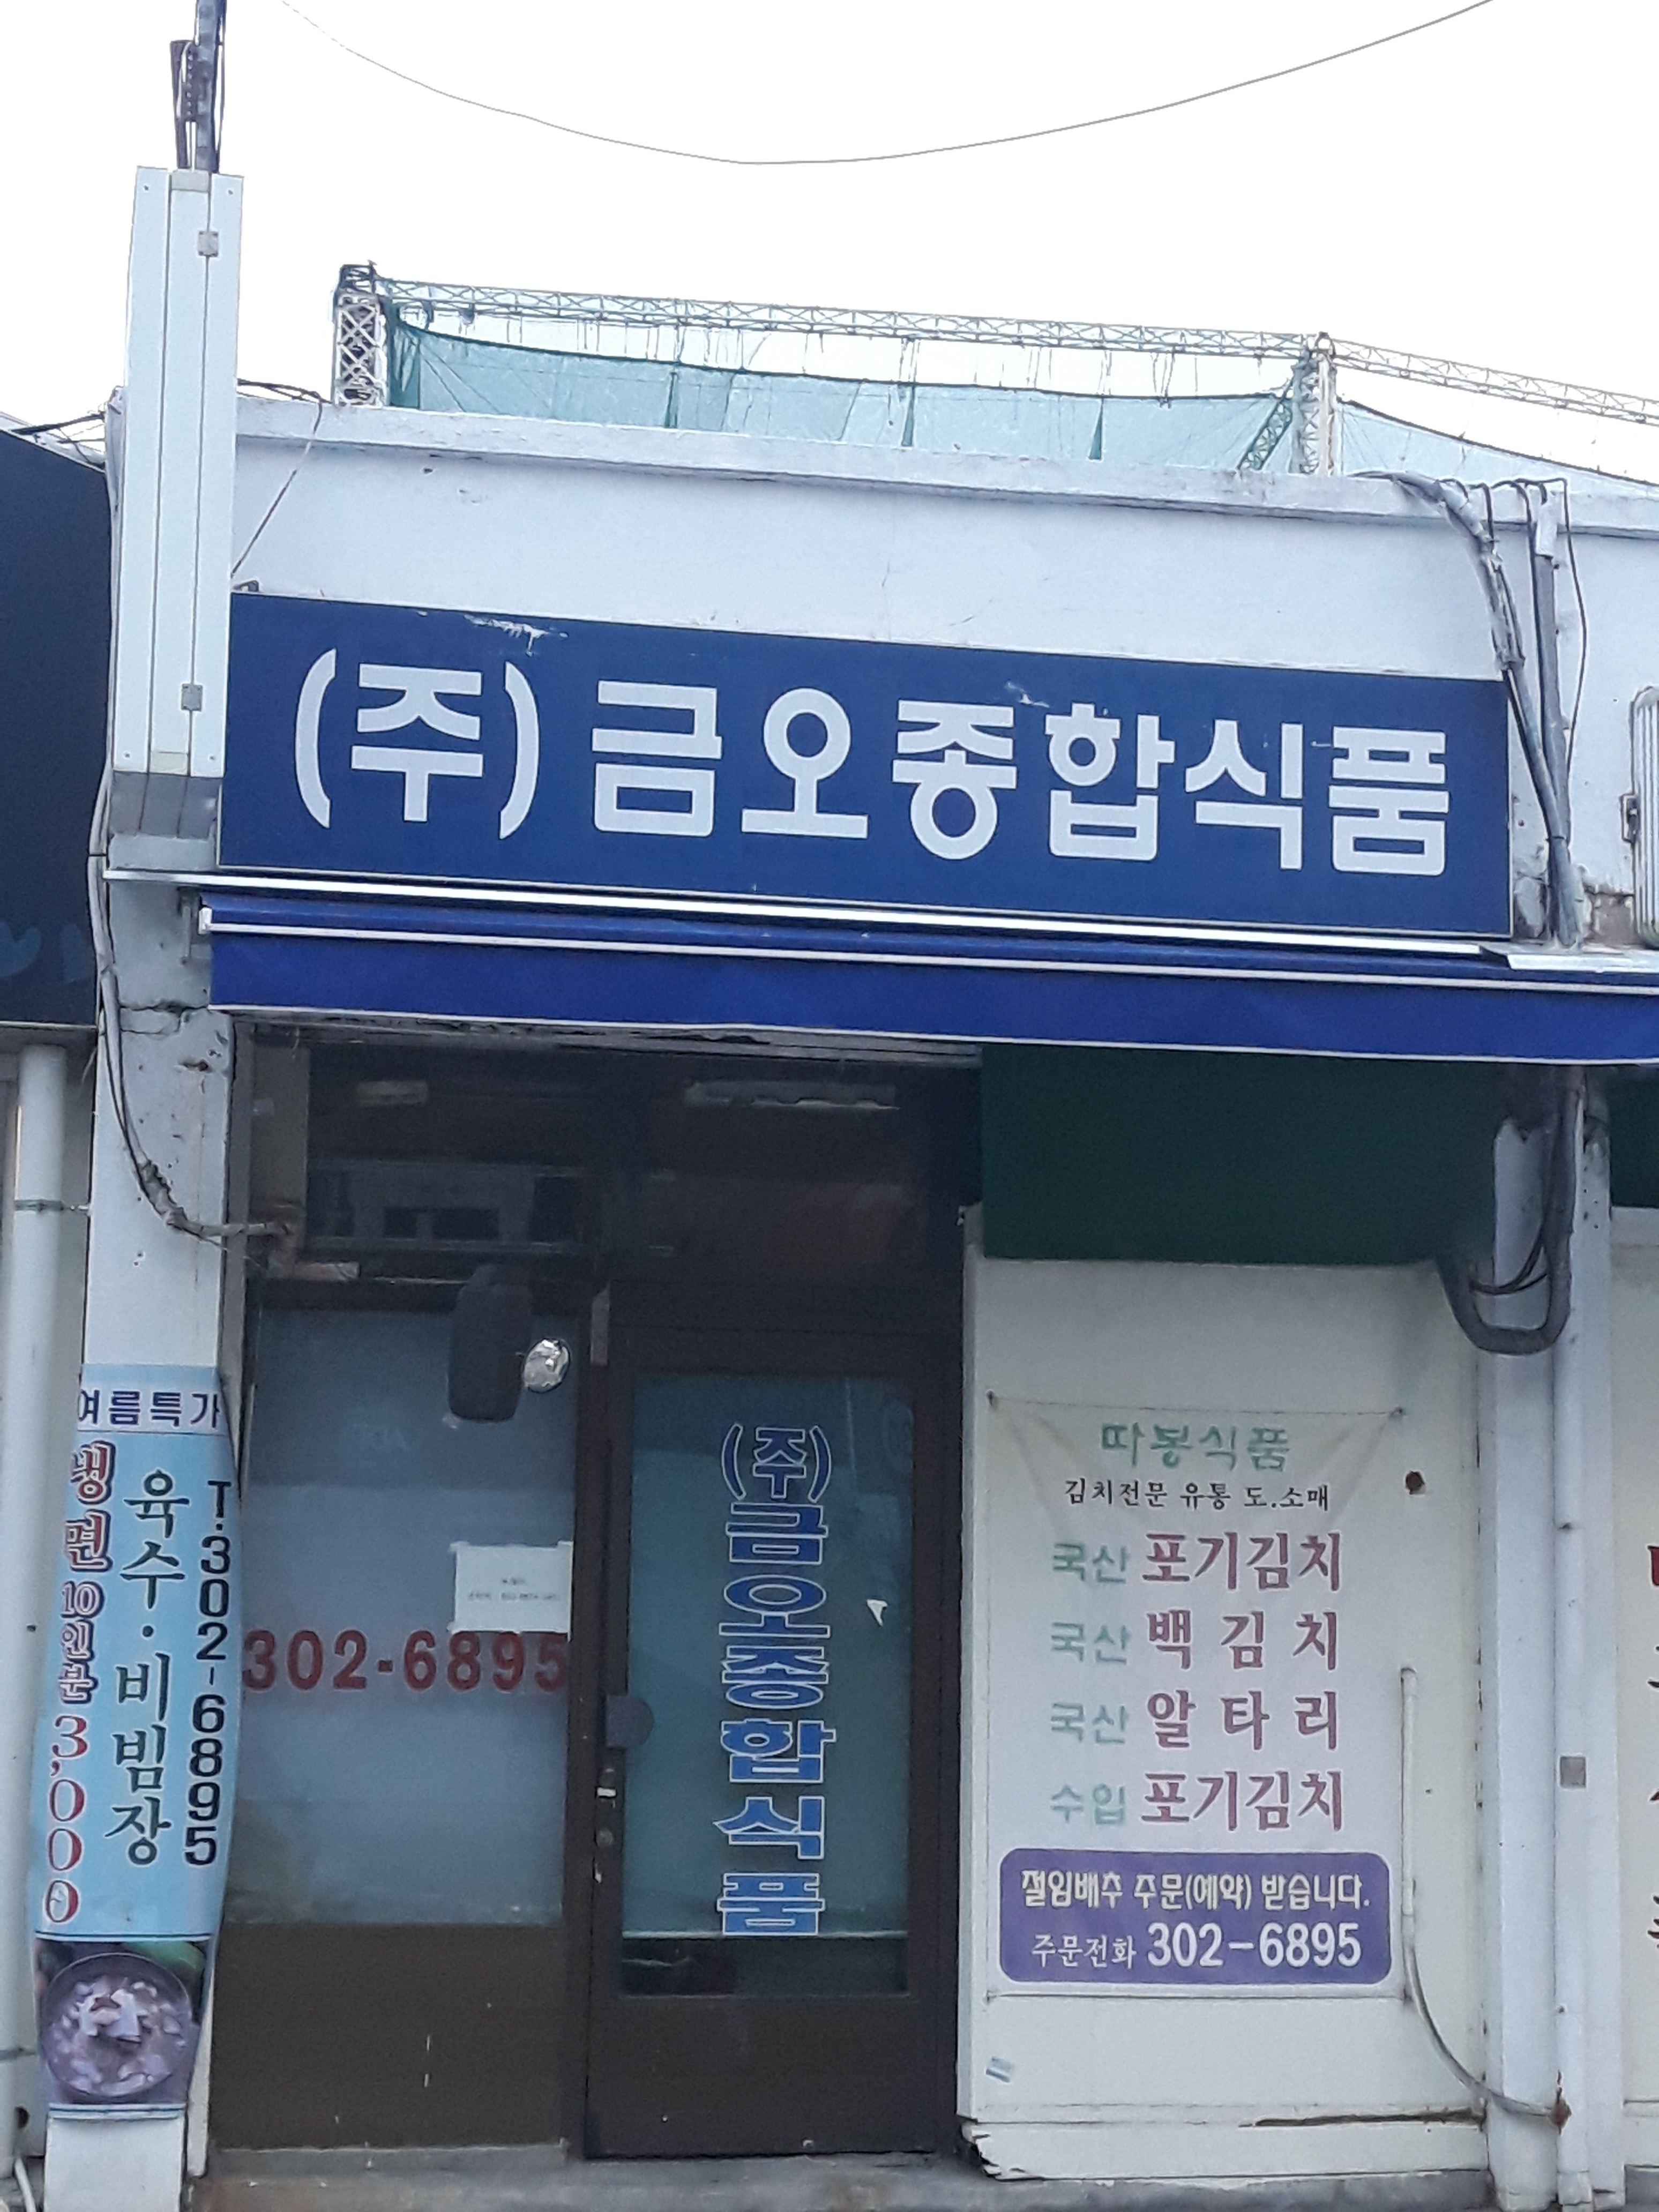 (주)금오종합식품
여름특가
냉면 10인분 3,000
육수·비빔장
T.302-6895
302-6895
(주)금오종합식품
따봉식품
김치전문 유통 도.소매
국산 포기김치
국산 백김치
국산 알타리
수입 포기김치
절임배추 주문(예약) 받습니다.
주문전화 302-6895